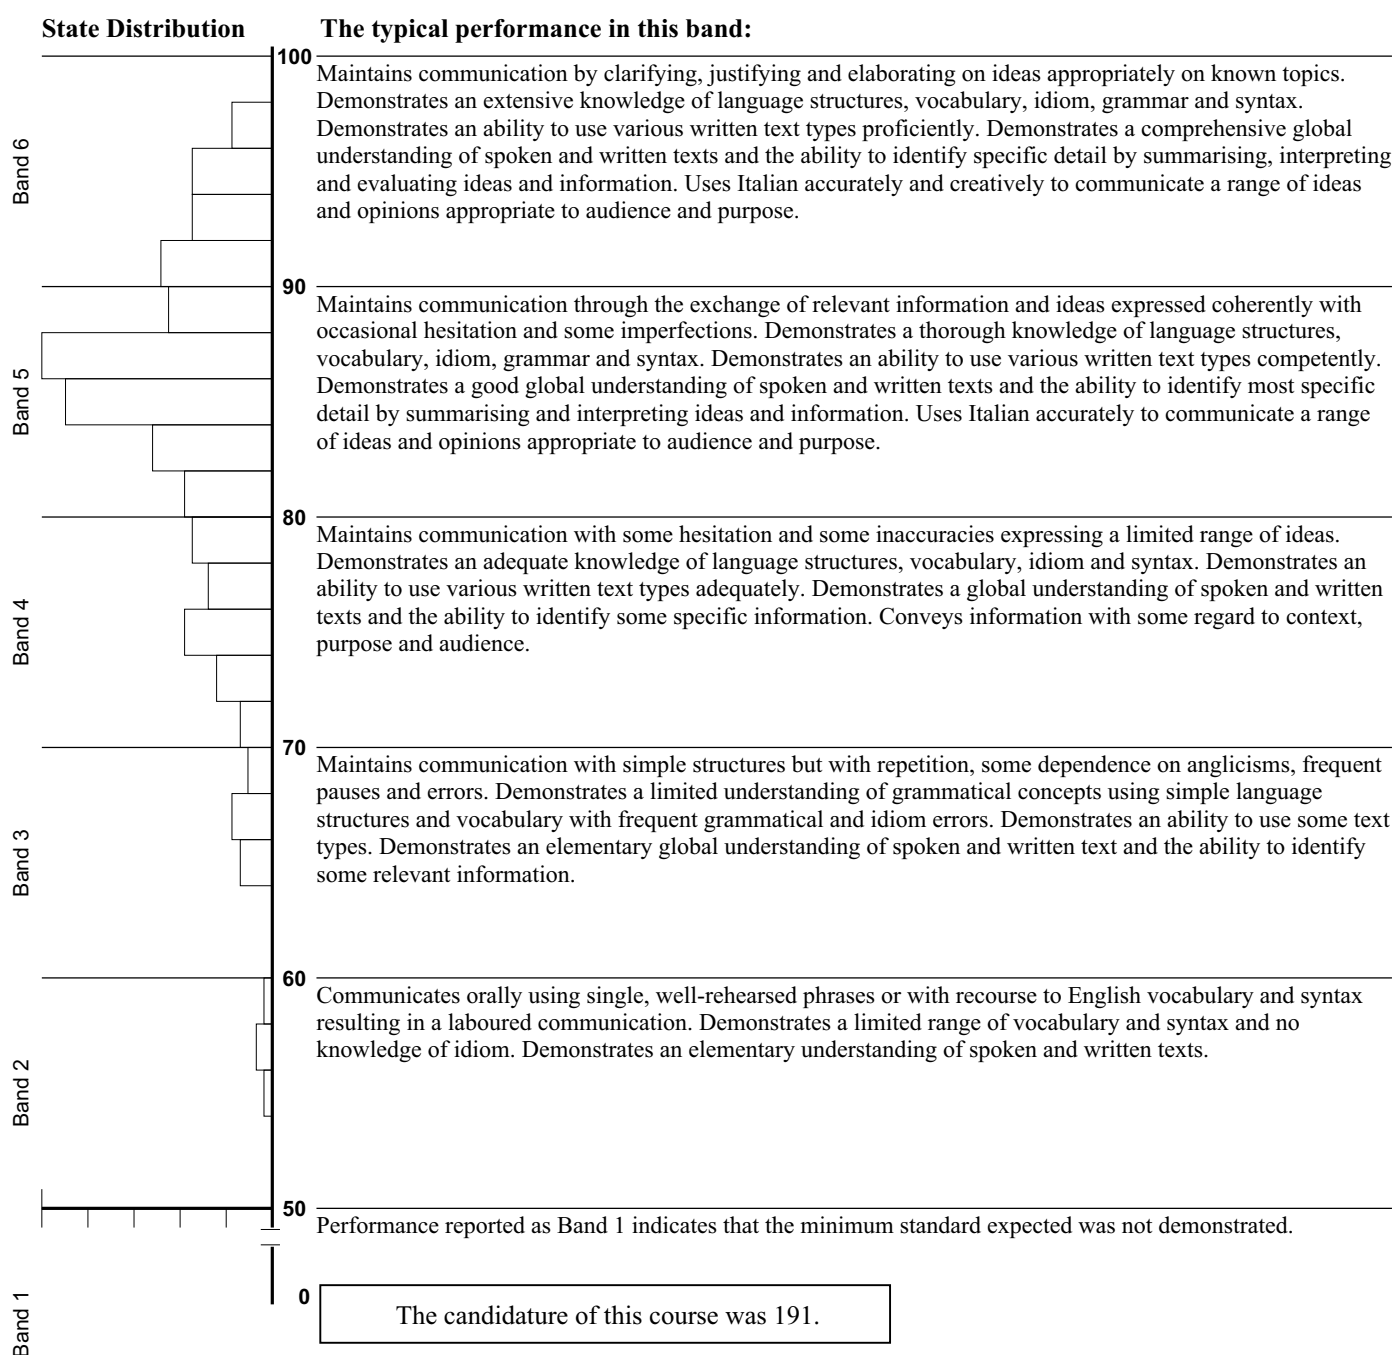 State Distribution
The typical performance in this band:
100
Band 6
Maintains communication by clarifying, justifying and elaborating on ideas appropriately on known topics.
Demonstrates an extensive knowledge of language structures, vocabulary, idiom, grammar and syntax.
Demonstrates an ability to use various written text types proficiently. Demonstrates a comprehensive global
understanding of spoken and written texts and the ability to identify specific detail by summarising, interpreting
and evaluating ideas and information. Uses Italian accurately and creatively to communicate a range of ideas
and opinions appropriate to audience and purpose.
90
Band 5
Maintains communication through the exchange of relevant information and ideas expressed coherently with
occasional hesitation and some imperfections. Demonstrates a thorough knowledge of language structures,
vocabulary, idiom, grammar and syntax. Demonstrates an ability to use various written text types competently.
Demonstrates a good global understanding of spoken and written texts and the ability to identify most specific
detail by summarising and interpreting ideas and information. Uses Italian accurately to communicate a range
of ideas and opinions appropriate to audience and purpose.
80
Band 4
Maintains communication with some hesitation and some inaccuracies expressing a limited range of ideas.
Demonstrates an adequate knowledge of language structures, vocabulary, idiom and syntax. Demonstrates an
ability to use various written text types adequately. Demonstrates a global understanding of spoken and written
texts and the ability to identify some specific information. Conveys information with some regard to context,
purpose and audience.
70
Band 3
Maintains communication with simple structures but with repetition, some dependence on anglicisms, frequent
pauses and errors. Demonstrates a limited understanding of grammatical concepts using simple language
structures and vocabulary with frequent grammatical and idiom errors. Demonstrates an ability to use some text
types. Demonstrates an elementary global understanding of spoken and written text and the ability to identify
some relevant information.
60
Band 2
Communicates orally using single, well-rehearsed phrases or with recourse to English vocabulary and syntax
resulting in a laboured communication. Demonstrates a limited range of vocabulary and syntax and no
knowledge of idiom. Demonstrates an elementary understanding of spoken and written texts.
50
Performance reported as Band 1 indicates that the minimum standard expected was not demonstrated.
0
Band 1
The candidature of this course was 191.